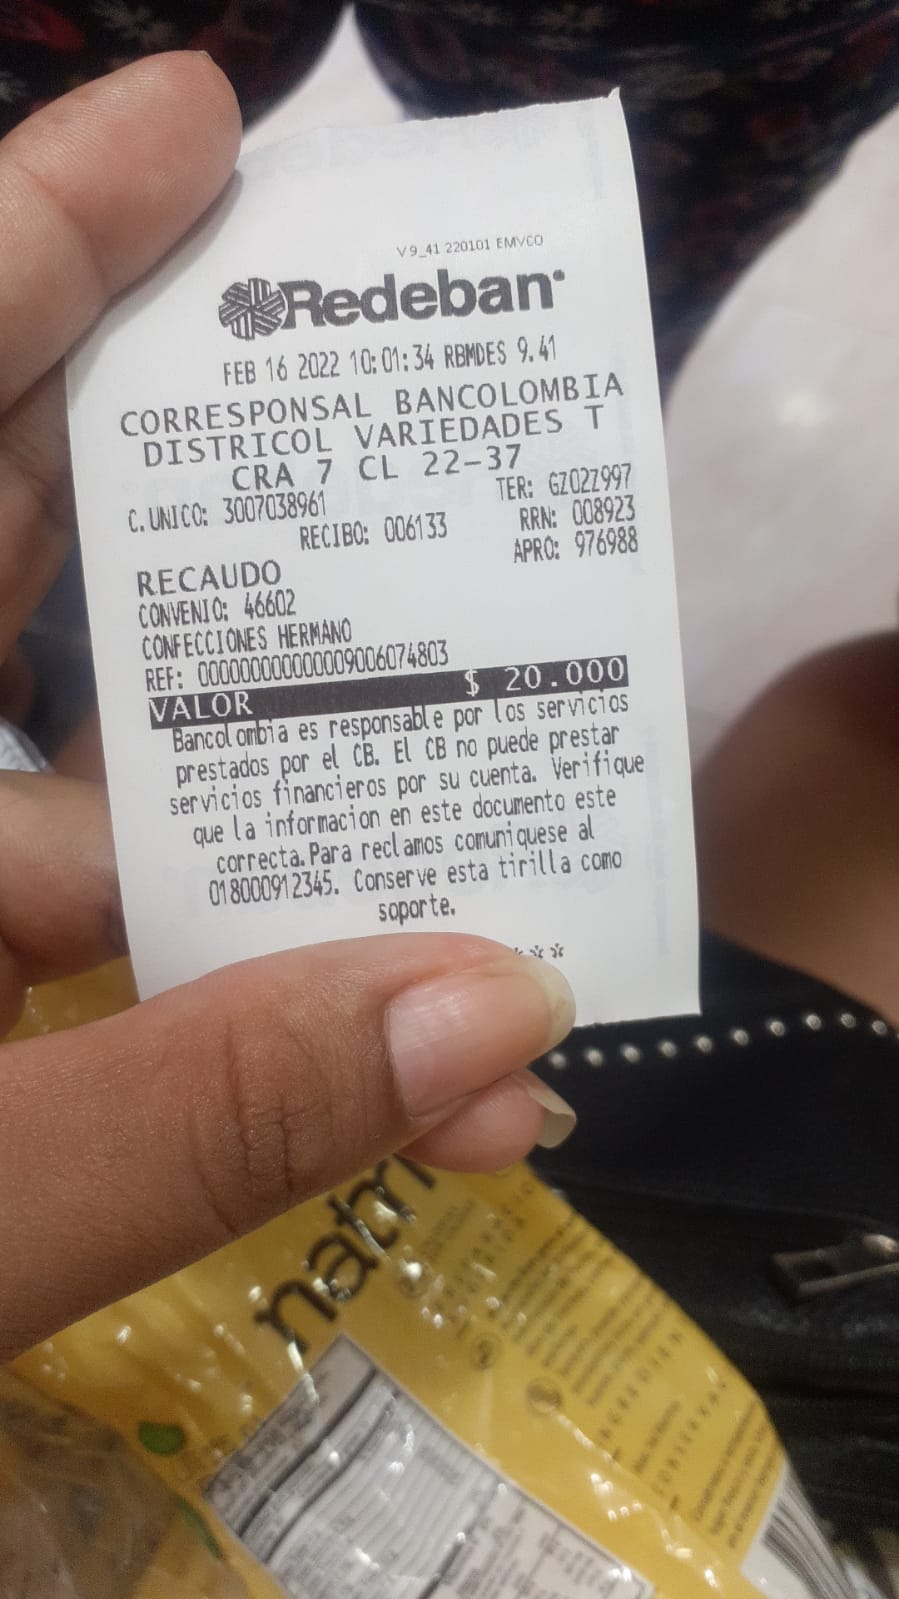 V9_41 220101 EMVCO
Redeban
FEB 16 2022 10:01:34 RBMDES 9.41
CORRESPONSAL BANCOLOMBIA
DISTRICOL VARIEDADES T
CRA 7 CL 22-37
C.UNICO: 3007038961 TER: GZ02Z997
RECIBO: 006133 RRN: 008923
APRO: 976988
RECAUDO
CONVENIO: 46602
CONFECCIONES HERMANO
REF: 000000000000009006074803
VALOR $ 20.000
Bancolombia es responsable por los servicios
prestados por el CB. El CB no puede prestar
servicios financieros por su cuenta. Verifique
que la informacion en este documento este
correcta.Para reclamos comuniquese al
018000912345. Conserve esta tirilla como
soporte.
***
natri